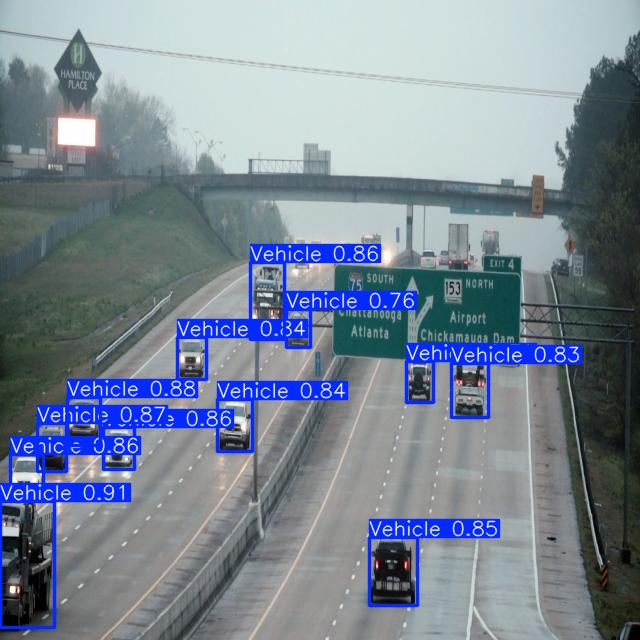 HAMILTON
PLACE
EXIT 4
75 SOUTH
153 NORTH
Chattanooga
Atlanta
Airport
Chickamauga Dam
Vehicle 0.86
Vehicle 0.76
Vehicle 0.84
Vehicle 0.83
Vehicle 0.88
Vehicle 0.84
Vehicle 0.87
0.86
Vehicle 0.86
Vehicle 0.91
Vehicle 0.85